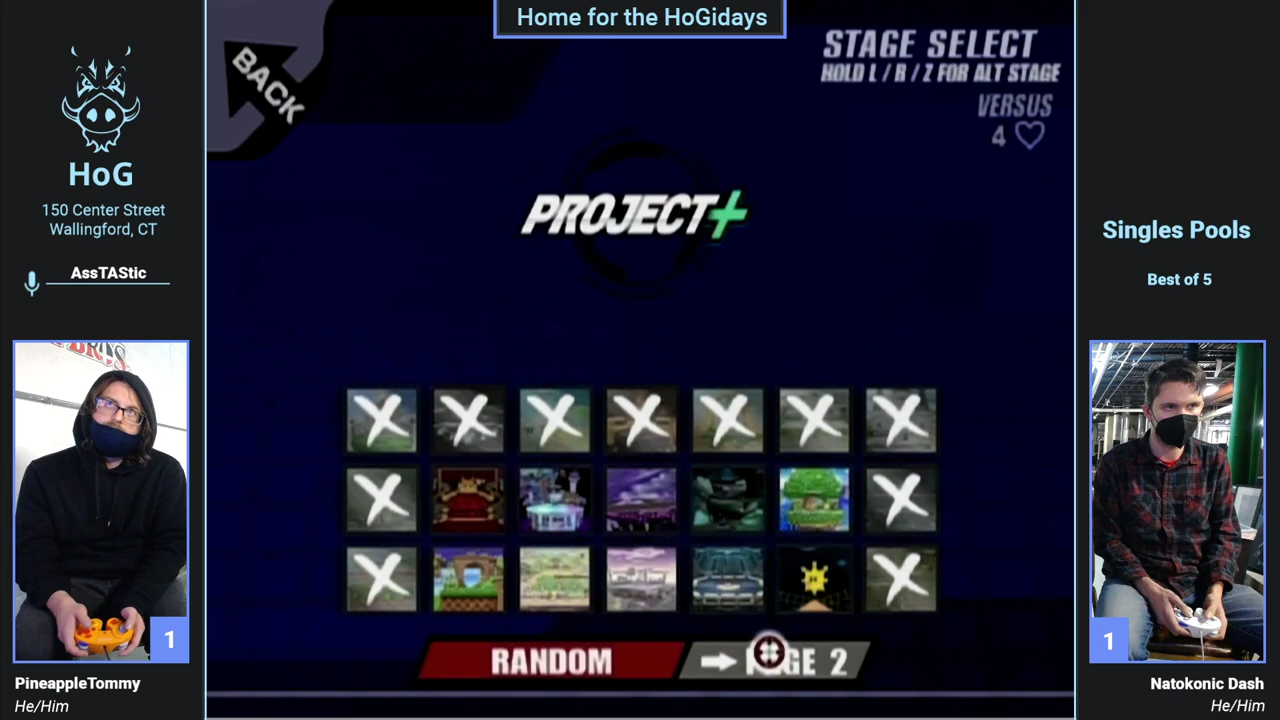 Home for the HoGidays
BACK
STAGE SELECT
HOLD L / R / Z FOR ALT STAGE
VERSUS
4
HoG
150 Center Street
Wallingford, CT
AssTAStic
PROJECT+
Singles Pools
Best of 5
RANDOM
1
1
PineappleTommy
He/Him
Natokonic Dash
He/Him